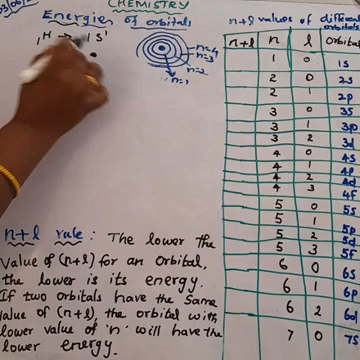 CHEMISTRY
Energies of orbitals
₁H → 1S¹
n=4
n=3
n=2
n=1
n+l rule : The lower the
value of (n+l) for an orbital,
the lower is its energy.
If two orbitals have the same
value of (n+l), the orbital with
lower value of 'n' will have the
lower energy.
n+l values of different orbitals
n+l n l Orbital
1 0 1s
2 0 2s
2 1 2p
3 0 3s
3 1 3p
3 2 3d
4 0 4s
4 1 4p
4 2 4d
4 3 4f
5 0 5s
5 1 5p
5 2 5d
5 3 5f
6 0 6s
6 1 6p
6 2 6d
7 0 7s